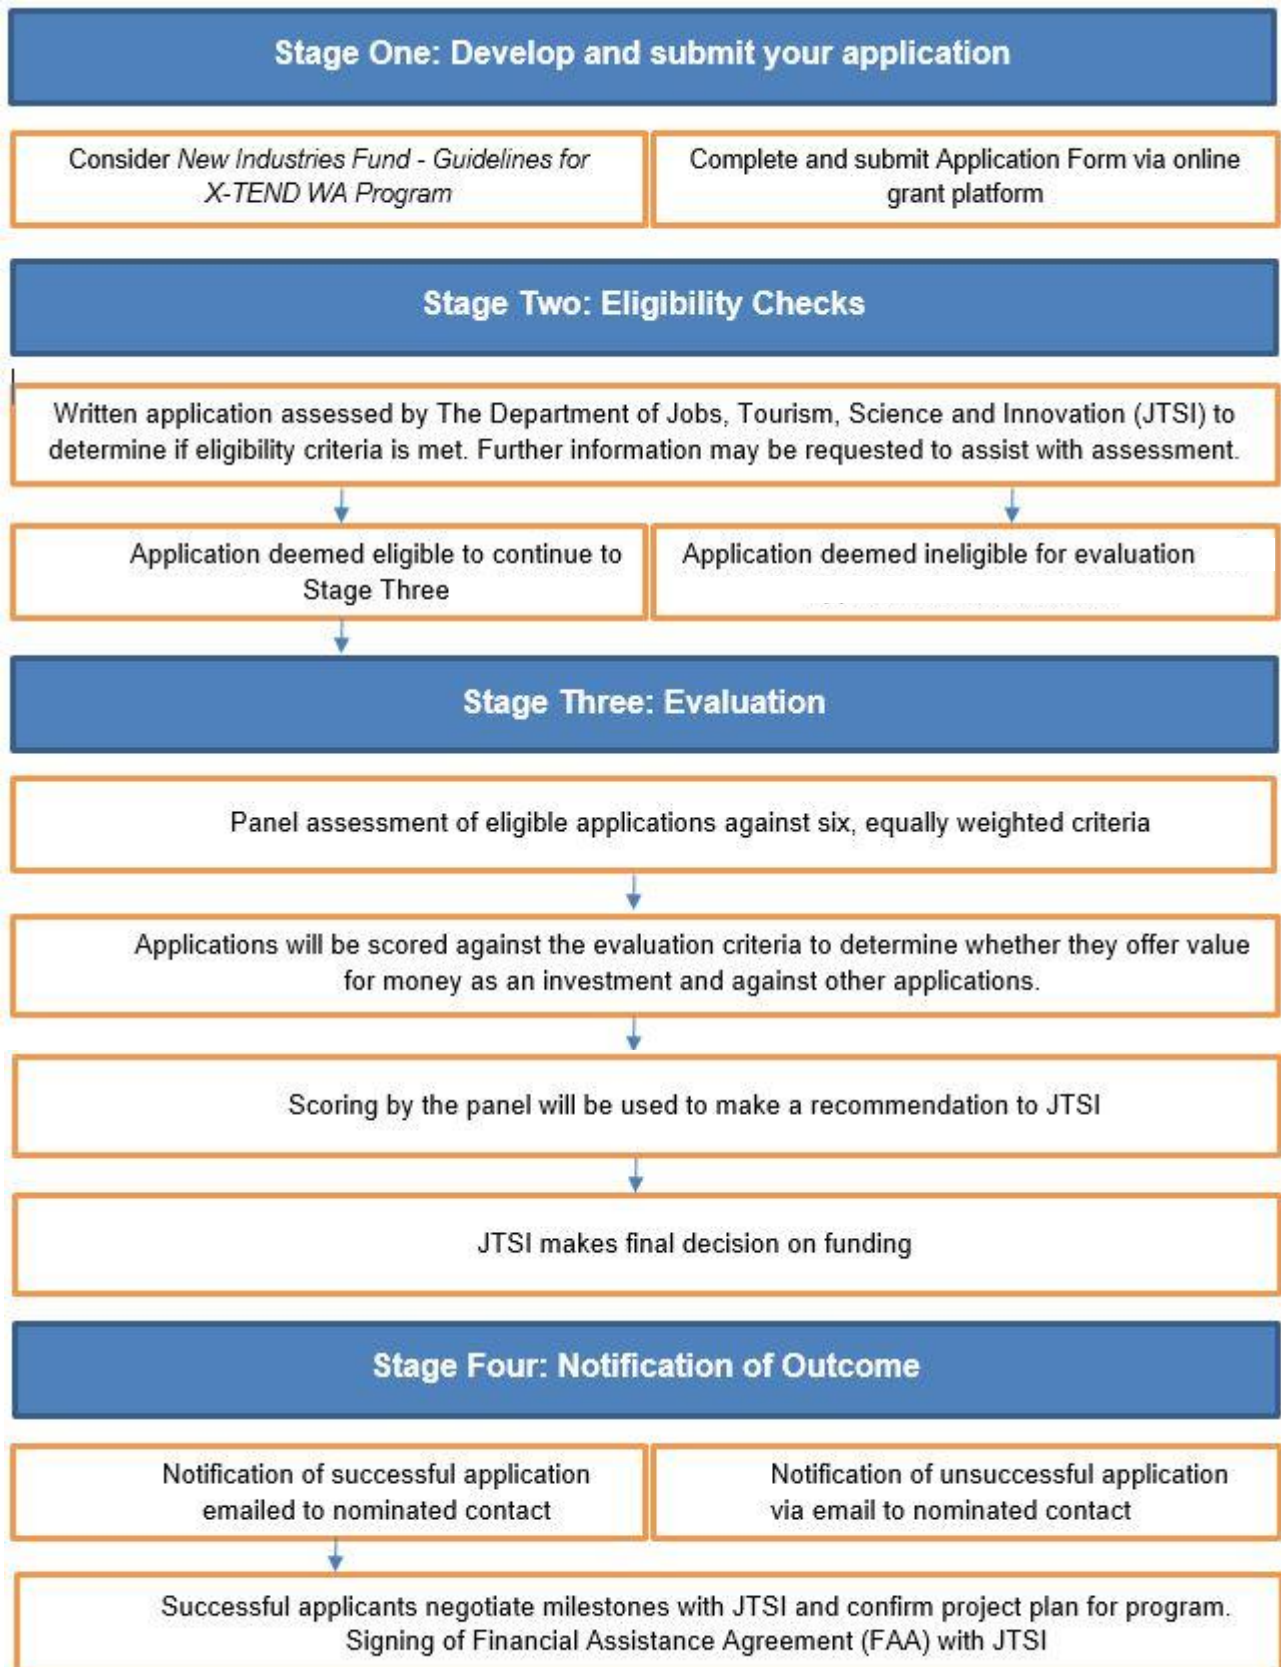 Stage One: Develop and submit your application
Consider New Industries Fund - Guidelines for
X-TEND WA Program
Complete and submit Application Form via online
grant platform
Stage Two: Eligibility Checks
Written application assessed by The Department of Jobs, Tourism, Science and Innovation (JTSI) to
determine if eligibility criteria is met. Further information may be requested to assist with assessment.
Application deemed eligible to continue to
Stage Three
Application deemed ineligible for evaluation
Stage Three: Evaluation
Panel assessment of eligible applications against six, equally weighted criteria
Applications will be scored against the evaluation criteria to determine whether they offer value
for money as an investment and against other applications.
Scoring by the panel will be used to make a recommendation to JTSI
JTSI makes final decision on funding
Stage Four: Notification of Outcome
Notification of successful application
emailed to nominated contact
Notification of unsuccessful application
via email to nominated contact
Successful applicants negotiate milestones with JTSI and confirm project plan for program.
Signing of Financial Assistance Agreement (FAA) with JTSI